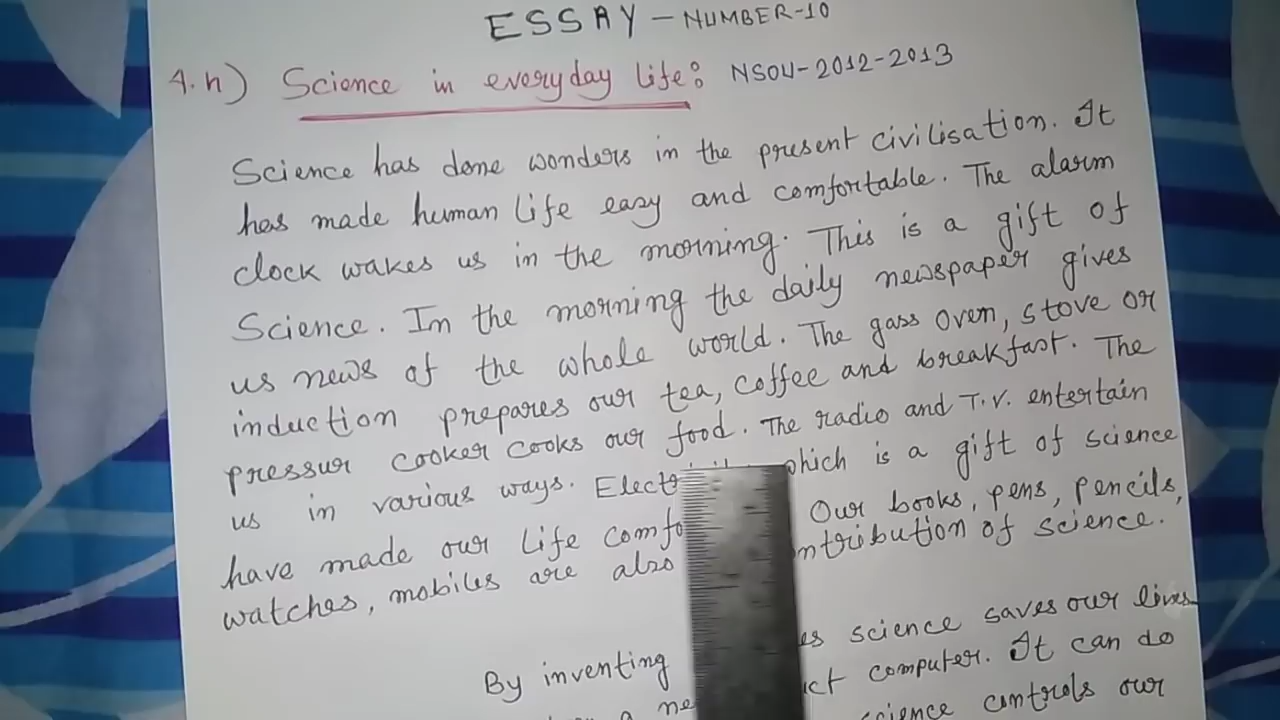 ESSAY - NUMBER-10
4.h) Science in everyday life: NSOU-2012-2013
Science has done wonders in the present civilisation. It
has made human life easy and comfortable. The alarm
clock wakes us in the morning. This is a gift of
Science. In the morning the daily newspaper gives
us news of the whole world. The gass oven, stove or
induction prepares our tea, coffee and breakfast. The
pressur cooker cooks our food. The radio and T.V. entertain
us in various ways. which is a gift of science
have made our life Our books, pens, pencils,
watches, mobiles are also of science.
By inventing science saves our lives
a computer. It can do
science controls our